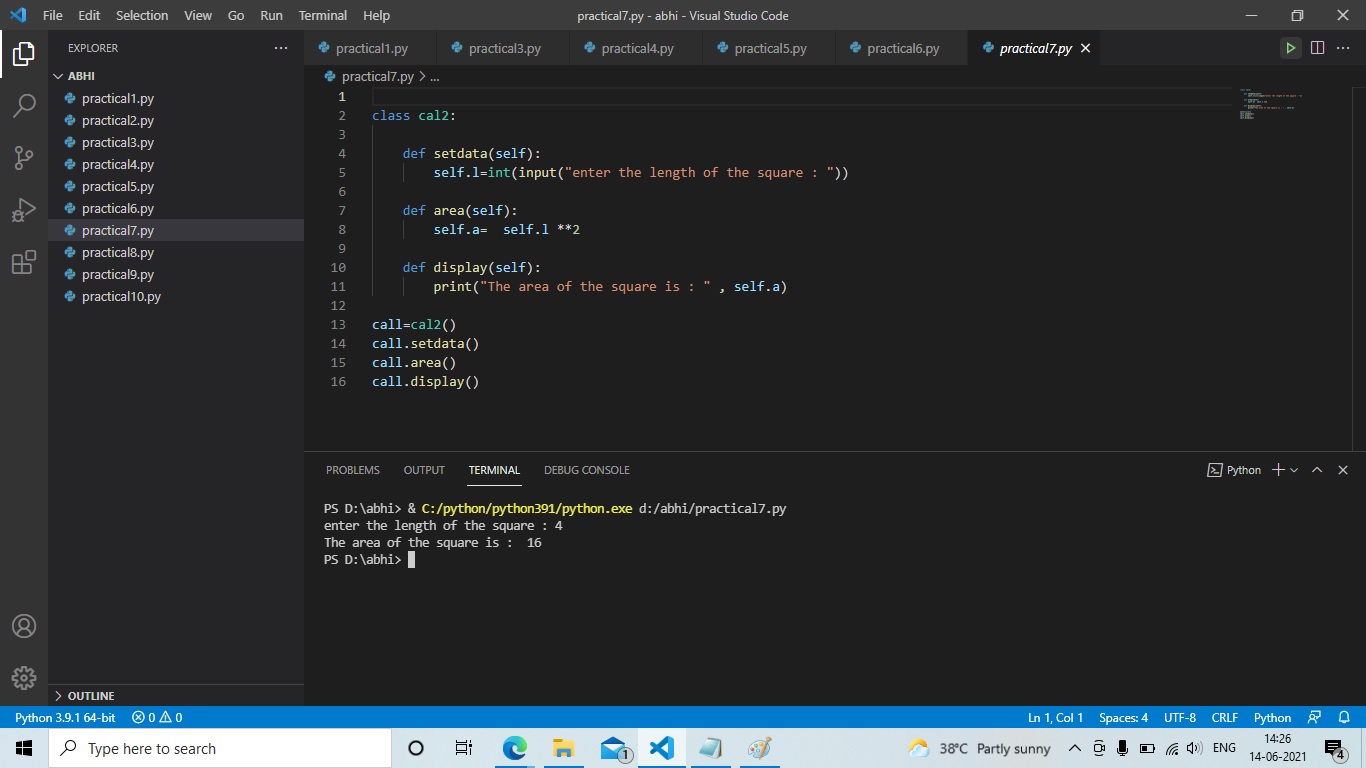 File Edit Selection View Go Run Terminal Help practical7.py - abhi - Visual Studio Code
EXPLORER
ABHI
practical1.py
practical2.py
practical3.py
practical4.py
practical5.py
practical6.py
practical7.py
practical8.py
practical9.py
practical10.py
OUTLINE
practical1.py practical3.py practical4.py practical5.py practical6.py practical7.py
practical7.py > ...
1
2 class cal2:
3
4     def setdata(self):
5         self.l=int(input("enter the length of the square : "))
6
7     def area(self):
8         self.a=  self.l **2
9
10     def display(self):
11         print("The area of the square is : " , self.a)
12
13 call=cal2()
14 call.setdata()
15 call.area()
16 call.display()
PROBLEMS OUTPUT TERMINAL DEBUG CONSOLE Python
PS D:\abhi> & C:/python/python391/python.exe d:/abhi/practical7.py
enter the length of the square : 4
The area of the square is :  16
PS D:\abhi>
Python 3.9.1 64-bit 0 0 Ln 1, Col 1 Spaces: 4 UTF-8 CRLF Python
Type here to search 1 38°C Partly sunny ENG 14:26
14-06-2021 4